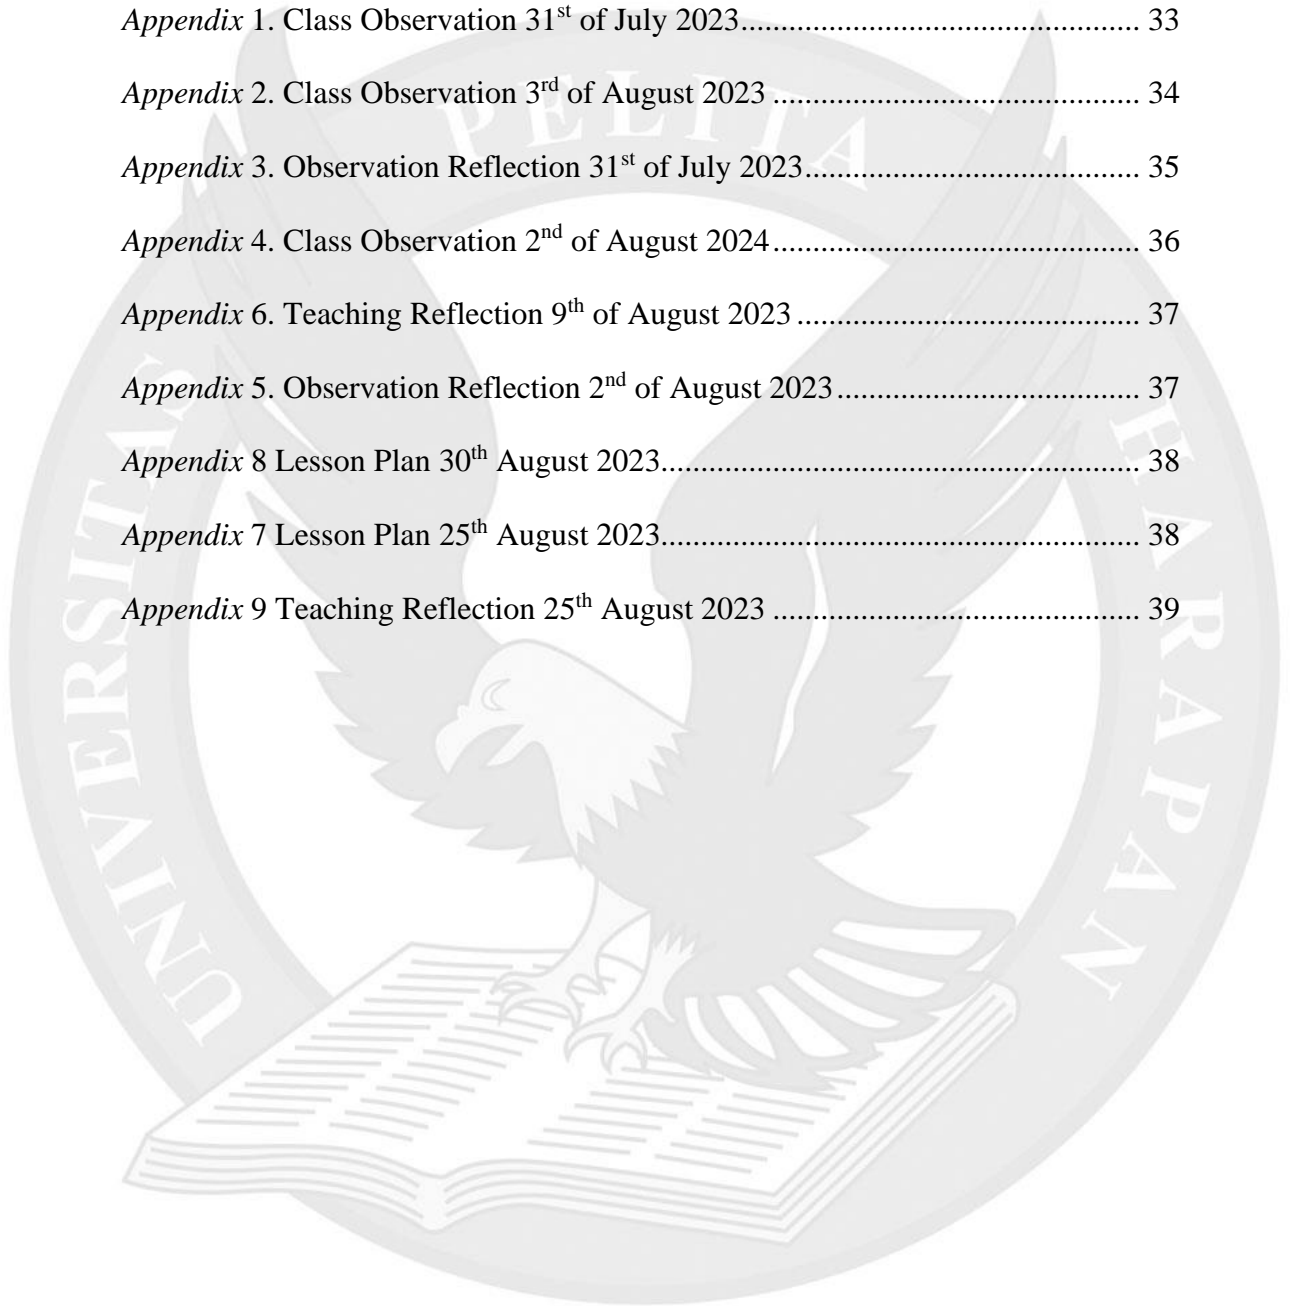 Appendix 1. Class Observation 31st of July 2023.................................................. 33
Appendix 2. Class Observation 3rd of August 2023 .............................................. 34
Appendix 3. Observation Reflection 31st of July 2023.......................................... 35
Appendix 4. Class Observation 2nd of August 2024.............................................. 36
Appendix 6. Teaching Reflection 9th of August 2023 ........................................... 37
Appendix 5. Observation Reflection 2nd of August 2023...................................... 37
Appendix 8 Lesson Plan 30th August 2023............................................................ 38
Appendix 7 Lesson Plan 25th August 2023............................................................ 38
Appendix 9 Teaching Reflection 25th August 2023 .............................................. 39
UNIVERSITAS PELITA HARAPAN